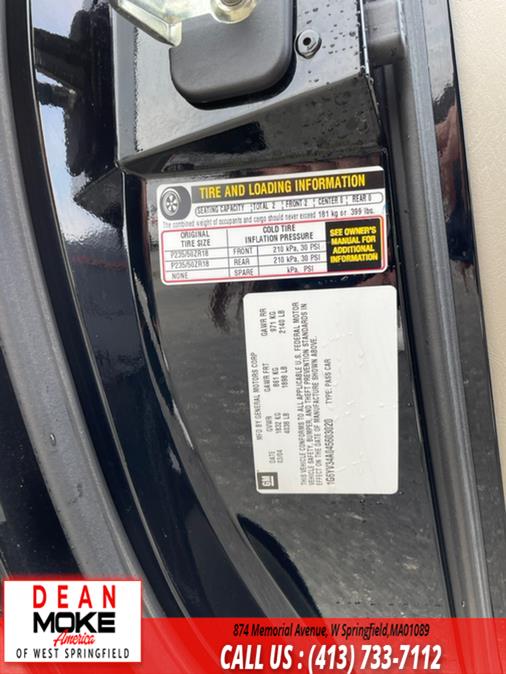 TIRE AND LOADING INFORMATION
SEATING CAPACITY TOTAL 2 FRONT 2 CENTER 0 REAR 0
The combined weight of occupants and cargo should never exceed 181 kg or 399 lbs.
ORIGINAL TIRE SIZE COLD TIRE INFLATION PRESSURE
P235/50ZR18 FRONT 210 kPa, 30 PSI
P235/50ZR18 REAR 210 kPa, 30 PSI
NONE SPARE kPa, PSI
SEE OWNER'S
MANUAL FOR
ADDITIONAL
INFORMATION
MFD BY GENERAL MOTORS CORP
DATE GVWR GAWR FRT GAWR RR
03/04 1832 KG 861 KG 971 KG
4038 LB 1898 LB 2140 LB
THIS VEHICLE CONFORMS TO ALL APPLICABLE U.S. FEDERAL MOTOR
VEHICLE SAFETY, BUMPER, AND THEFT PREVENTION STANDARDS IN
EFFECT ON THE DATE OF MANUFACTURE SHOWN ABOVE.
1G6YV34A045603020 TYPE: PASS CAR
GM
DEAN
MOKE
America
OF WEST SPRINGFIELD
874 Memorial Avenue, W Springfield,MA01089
CALL US : (413) 733-7112